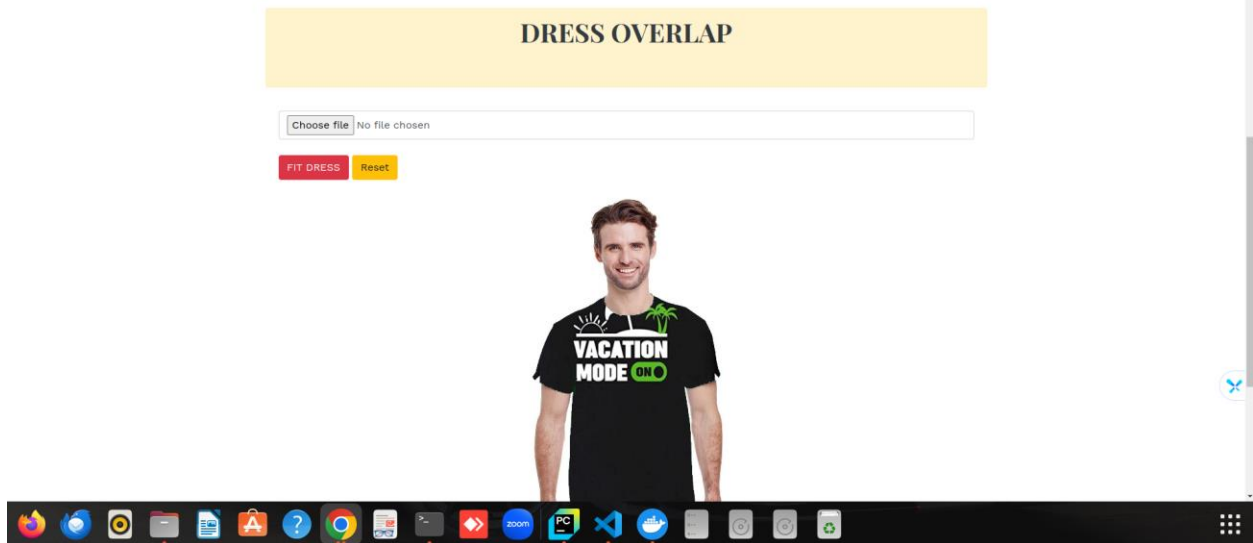 DRESS OVERLAP
Choose file No file chosen
FIT DRESS Reset
VACATION
MODE ON
zoom
PC